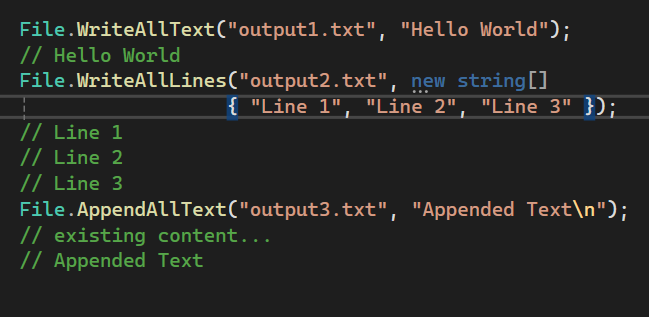 File.WriteAllText("output1.txt", "Hello World");
// Hello World
File.WriteAllLines("output2.txt", new string[]
{ "Line 1", "Line 2", "Line 3" });
// Line 1
// Line 2
// Line 3
File.AppendAllText("output3.txt", "Appended Text\n");
// existing content...
// Appended Text